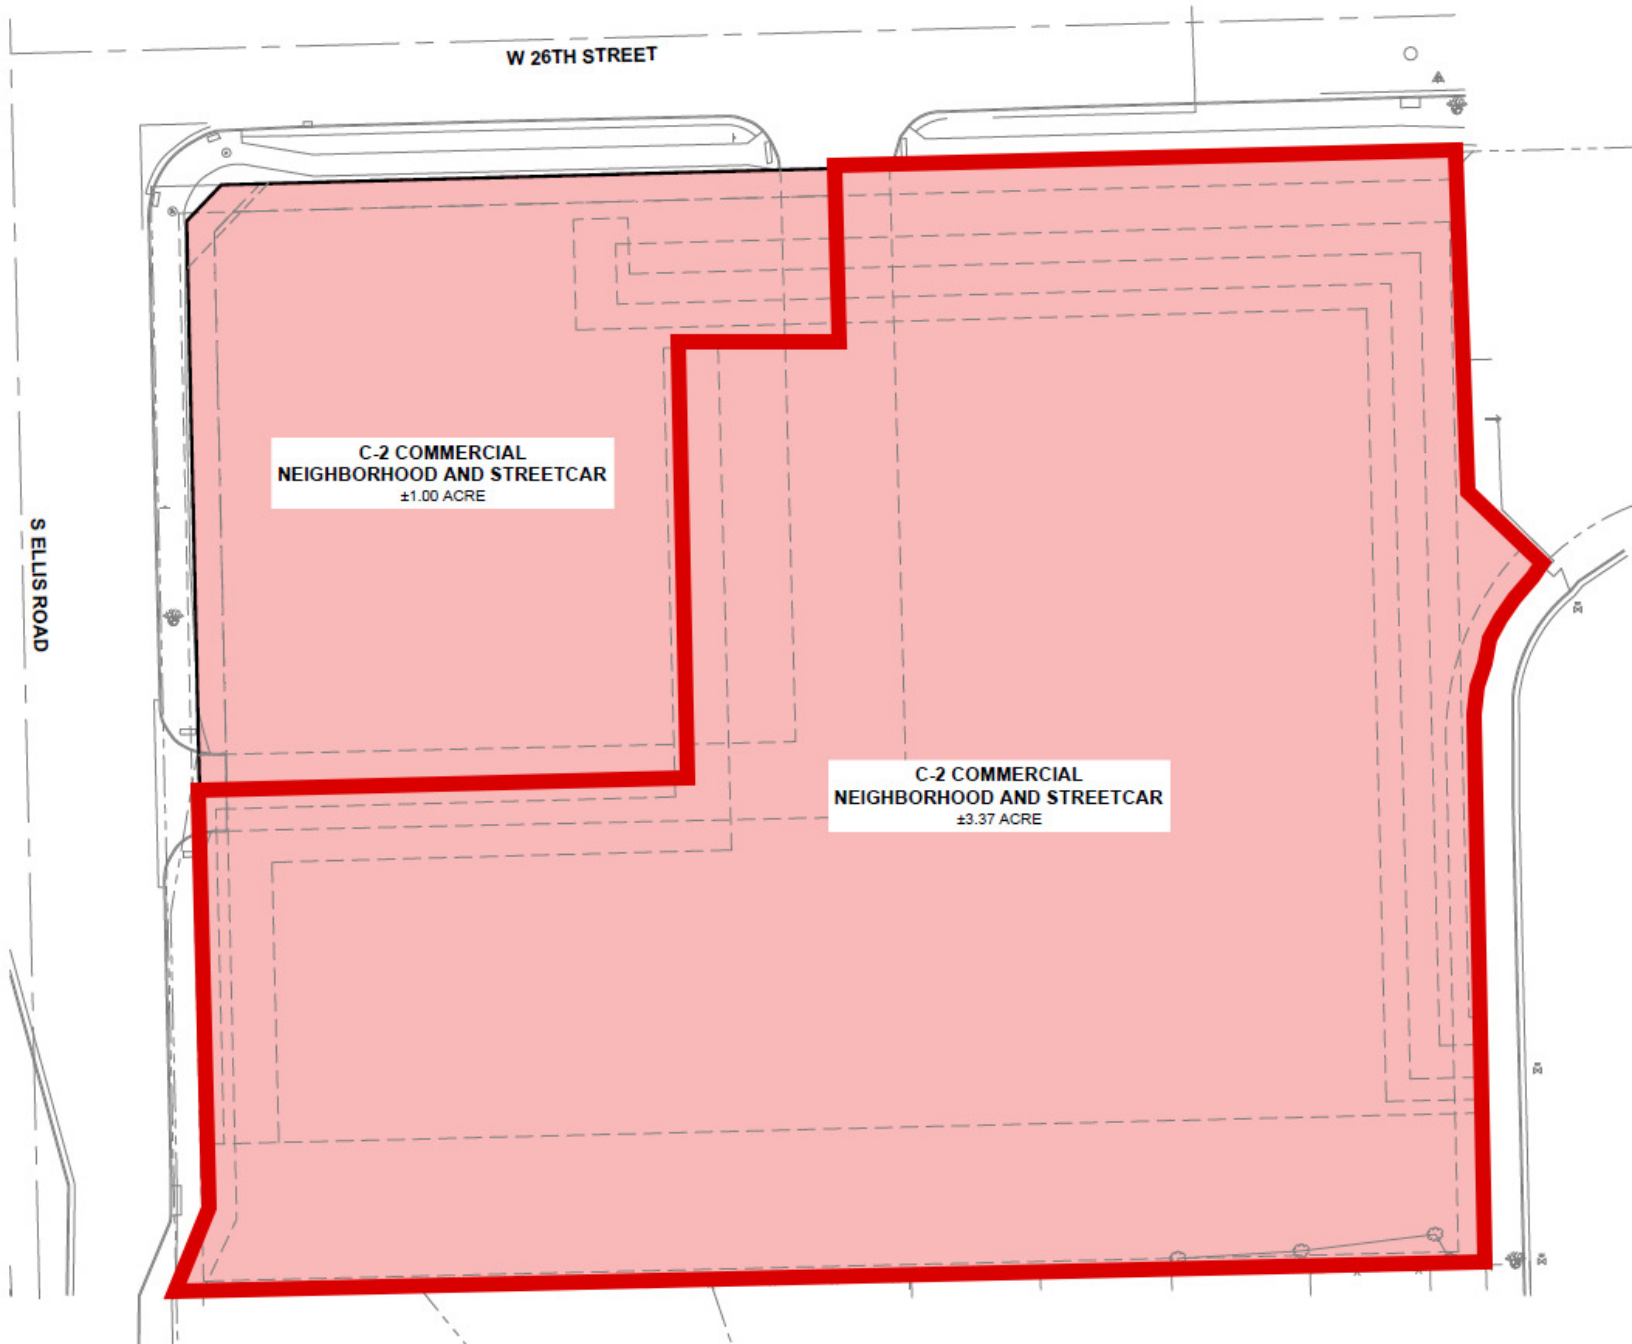 W 26TH STREET
C-2 COMMERCIAL
NEIGHBORHOOD AND STREETCAR
±1.00 ACRE
S ELLIS ROAD
C-2 COMMERCIAL
NEIGHBORHOOD AND STREETCAR
±3.37 ACRE